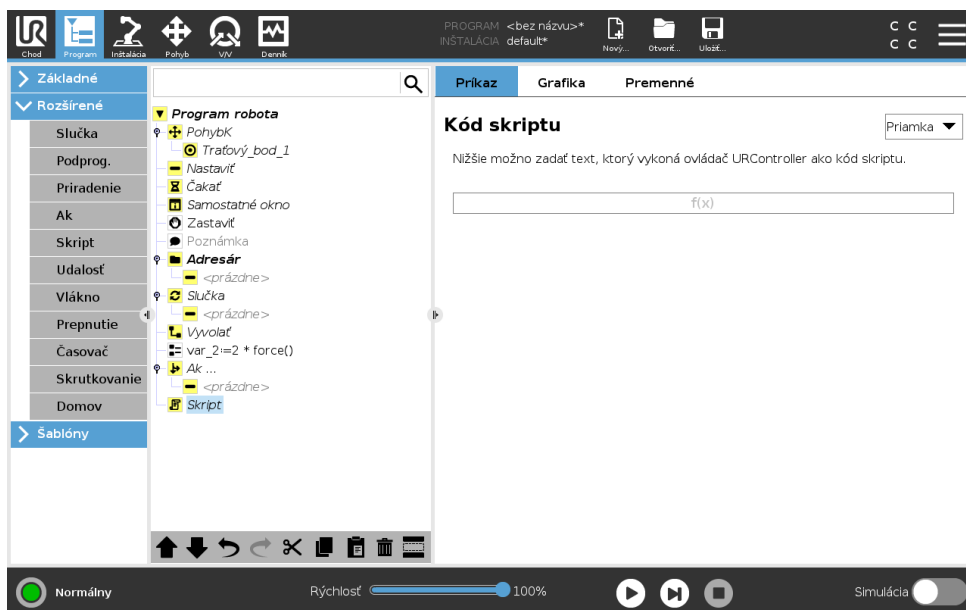 PROGRAM <bez názvu>*
INŠTALÁCIA default*
C C
C C
Chod Program Inštalácia Pohyb V/V Denník Nový... Otvoriť... Uložiť...
Základné
Rozšírené
Slučka
Podprog.
Priradenie
Ak
Skript
Udalosť
Vlákno
Prepnutie
Časovač
Skrutkovanie
Domov
Šablóny
Program robota
PohybK
Traťový_bod_1
Nastaviť
Čakať
Samostatné okno
Zastaviť
Poznámka
Adresár
<prázdne>
Slučka
<prázdne>
Vyvolať
var_2:=2 * force()
Ak ...
<prázdne>
Skript
Príkaz Grafika Premenné
Kód skriptu
Priamka
Nižšie možno zadať text, ktorý vykoná ovládač URController ako kód skriptu.
f(x)
Normálny
Rýchlosť 100%
Simulácia